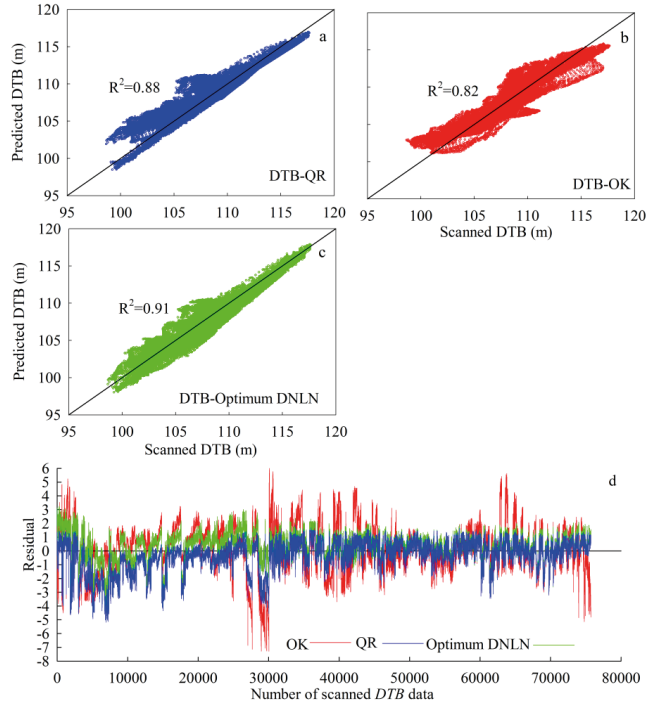 120
a
115
R²=0.88
110
105
100
DTB-QR
95
95 100 105 110 115 120
Predicted DTB (m)
b
R²=0.82
DTB-OK
95 100 105 110 115 120
Scanned DTB (m)
120
c
115
R²=0.91
110
105
100
DTB-Optimum DNLN
95
95 100 105 110 115 120
Predicted DTB (m)
Scanned DTB (m)
d
6
5
4
3
2
1
0
-1
-2
-3
-4
-5
-6
-7
-8
Residual
OK QR Optimum DNLN
0 10000 20000 30000 40000 50000 60000 70000 80000
Number of scanned DTB data